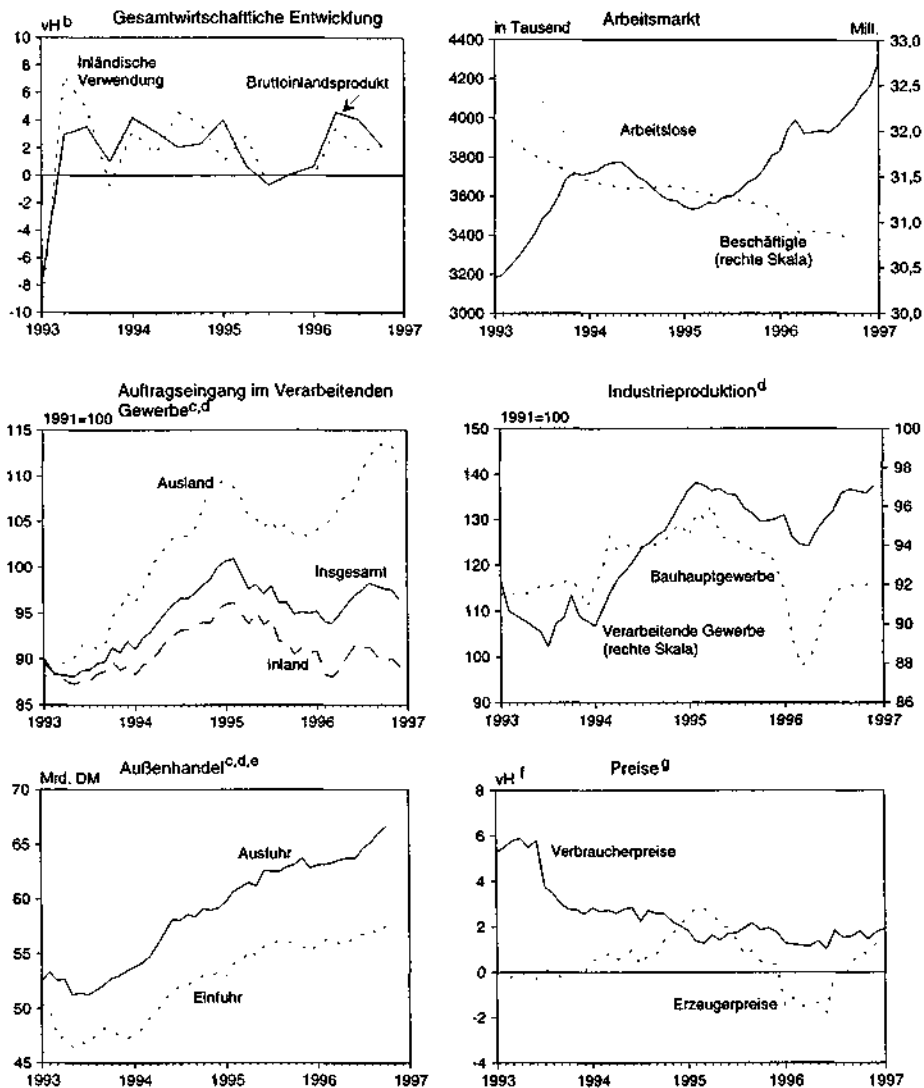 Gesamtwirtschaftliche Entwicklung
vH b
10
8
6
4
2
0
-2
-4
-6
-8
-10
Inländische
Verwendung
Bruttoinlandsprodukt
1993 1994 1995 1996 1997
Arbeitsmarkt
in Tausend
Mill.
4400
4200
4000
3800
3600
3400
3200
3000
33,0
32,5
32,0
31,5
31,0
30,5
30,0
Arbeitslose
Beschäftigte
(rechte Skala)
1993 1994 1995 1996 1997
Auftragseingang im Verarbeitenden
Gewerbe c,d
1991=100
115
110
105
100
95
90
85
Ausland
Insgesamt
Inland
1993 1994 1995 1996 1997
Industrieproduktion d
1991=100
150
140
130
120
110
100
90
100
98
96
94
92
90
88
86
Bauhauptgewerbe
Verarbeitende Gewerbe
(rechte Skala)
1993 1994 1995 1996 1997
Außenhandel c,d,e
Mrd. DM
70
65
60
55
50
45
Ausfuhr
Einfuhr
1993 1994 1995 1996 1997
Preise g
vH f
8
6
4
2
0
-2
-4
Verbraucherpreise
Erzeugerpreise
1993 1994 1995 1996 1997